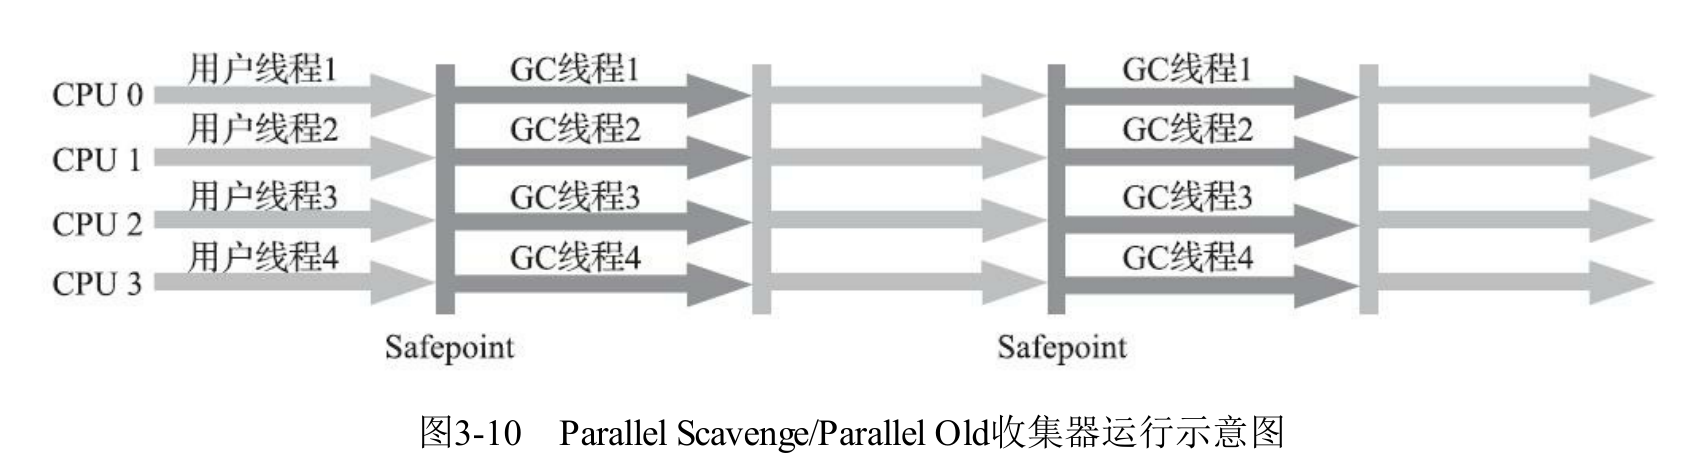 用户线程1 GC线程1 GC线程1
CPU 0
用户线程2 GC线程2 GC线程2
CPU 1
用户线程3 GC线程3 GC线程3
CPU 2
用户线程4 GC线程4 GC线程4
CPU 3
Safepoint Safepoint
图3-10 Parallel Scavenge/Parallel Old收集器运行示意图